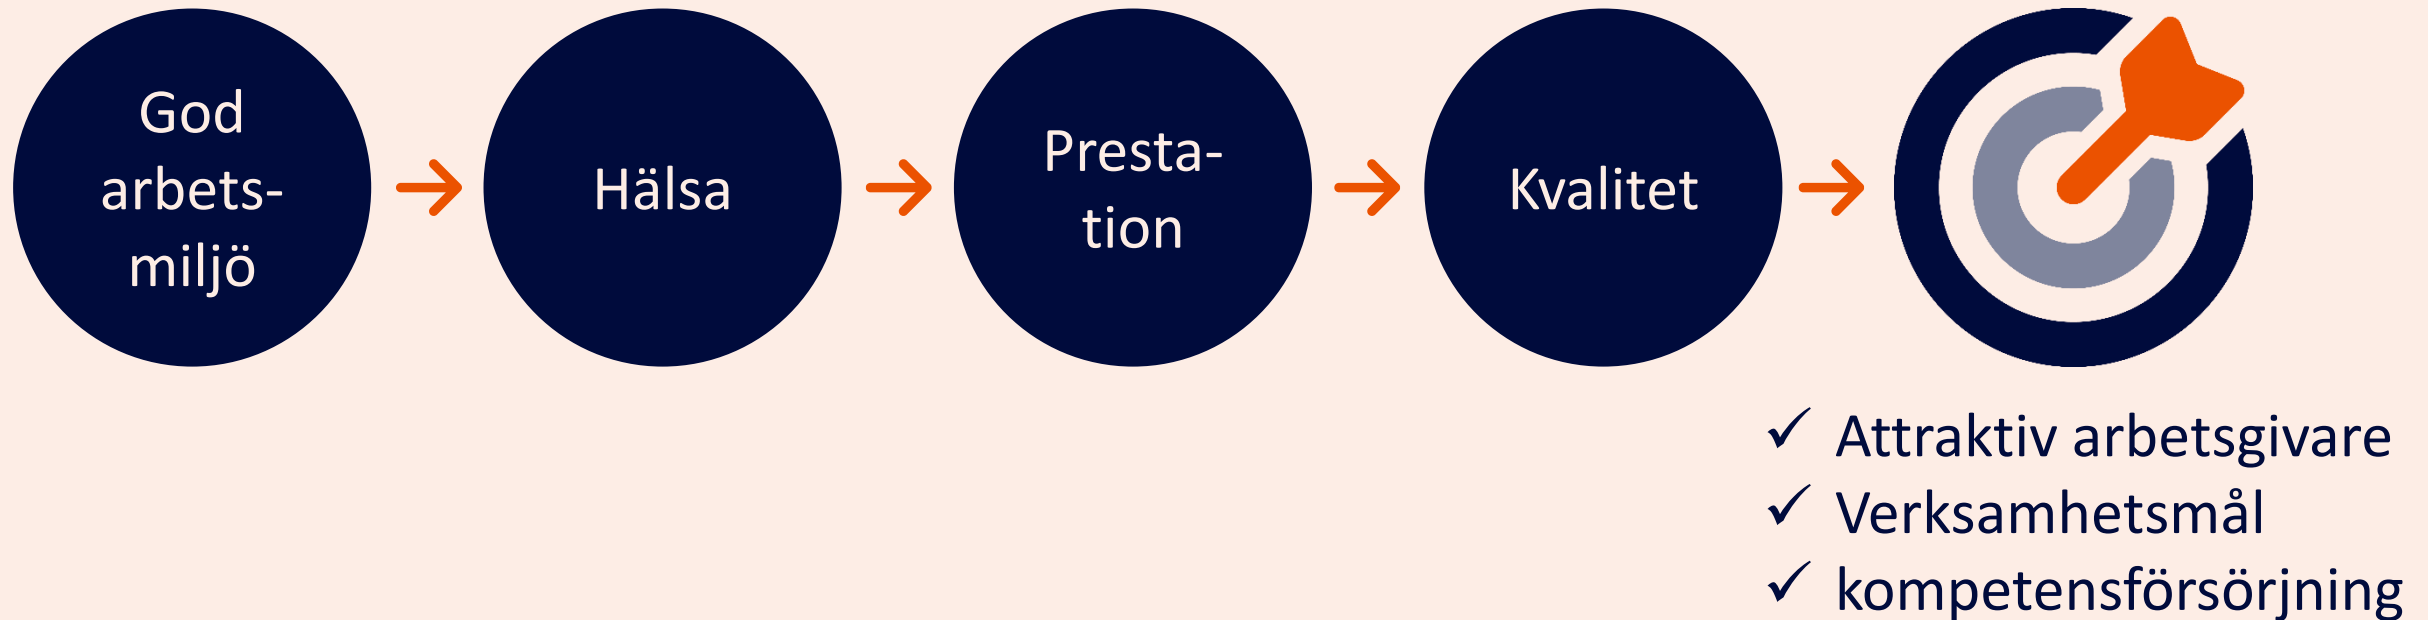 God
arbets-
miljö
Hälsa
Presta-
tion
Kvalitet
✓ Attraktiv arbetsgivare
✓ Verksamhetsmål
✓ kompetensförsörjning